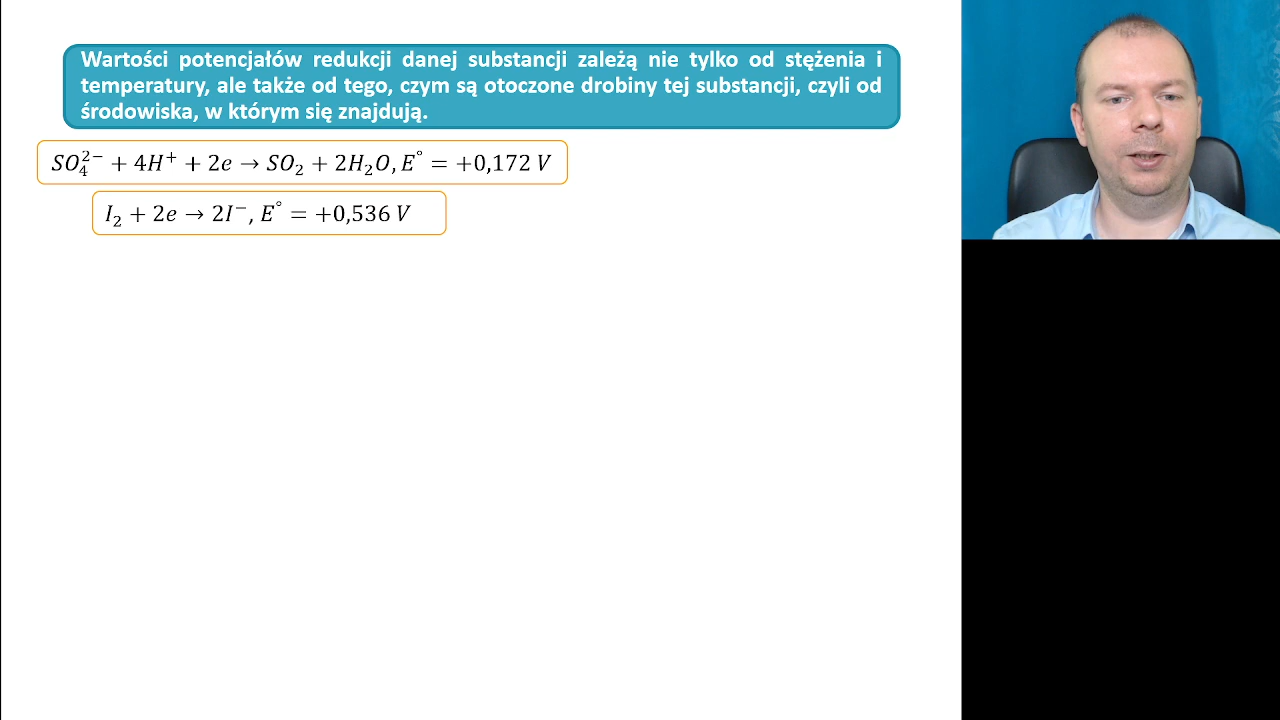 Wartości potencjałów redukcji danej substancji zależą nie tylko od stężenia i
temperatury, ale także od tego, czym są otoczone drobiny tej substancji, czyli od
środowiska, w którym się znajdują.
SO₄²⁻ + 4H⁺ + 2e → SO₂ + 2H₂O, E° = +0,172 V
I₂ + 2e → 2I⁻, E° = +0,536 V